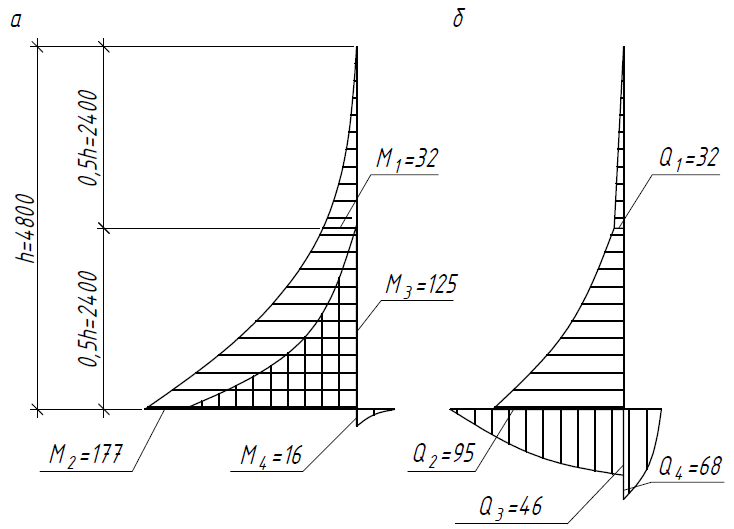 а
б
0,5h=2400
h=4800
0,5h=2400
M₁=32
Q₁=32
M₃=125
M₂=177
M₄=16
Q₂=95
Q₄=68
Q₃=46